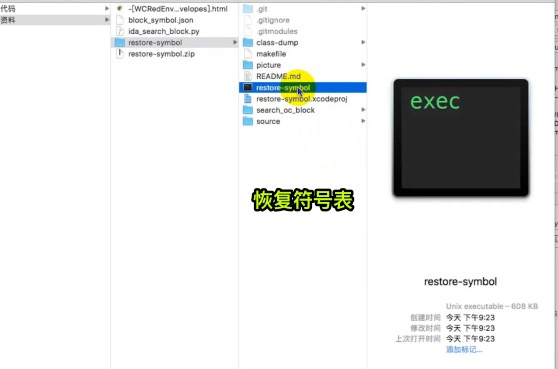 代码
资料
-[WCRedEnv...velopes].html
block_symbol.json
ida_search_block.py
restore-symbol
restore-symbol.zip
.git
.gitignore
.gitmodules
class-dump
makefile
picture
README.md
restore-symbol
restore-symbol.xcodeproj
search_oc_block
source
恢复符号表
exec
restore-symbol
Unix executable－608 KB
创建时间 今天 下午9:23
修改时间 今天 下午9:23
上次打开时间 今天 下午9:23
添加标记...